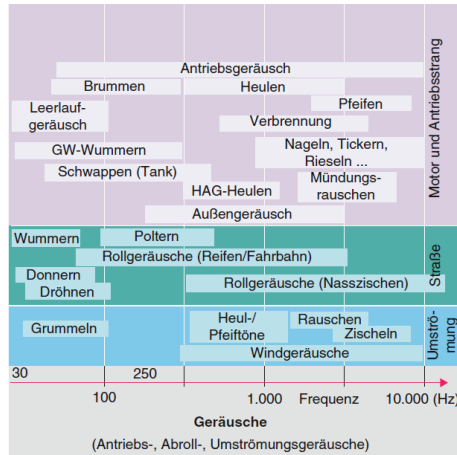 Antriebsgeräusch
Brummen
Heulen
Leerlauf-
geräusch
Pfeifen
Verbrennung
GW-Wummern
Nageln, Tickern,
Rieseln ...
Schwappen (Tank)
HAG-Heulen
Mündungs-
rauschen
Außengeräusch
Motor und Antriebsstrang
Wummern
Poltern
Rollgeräusche (Reifen/Fahrbahn)
Donnern
Dröhnen
Rollgeräusche (Nasszischen)
Straße
Grummeln
Heul-/
Pfeiftöne
Rauschen
Zischeln
Windgeräusche
Umströ-
mung
30
250
100
1.000
Frequenz
10.000 (Hz)
Geräusche
(Antriebs-, Abroll-, Umströmungsgeräusche)